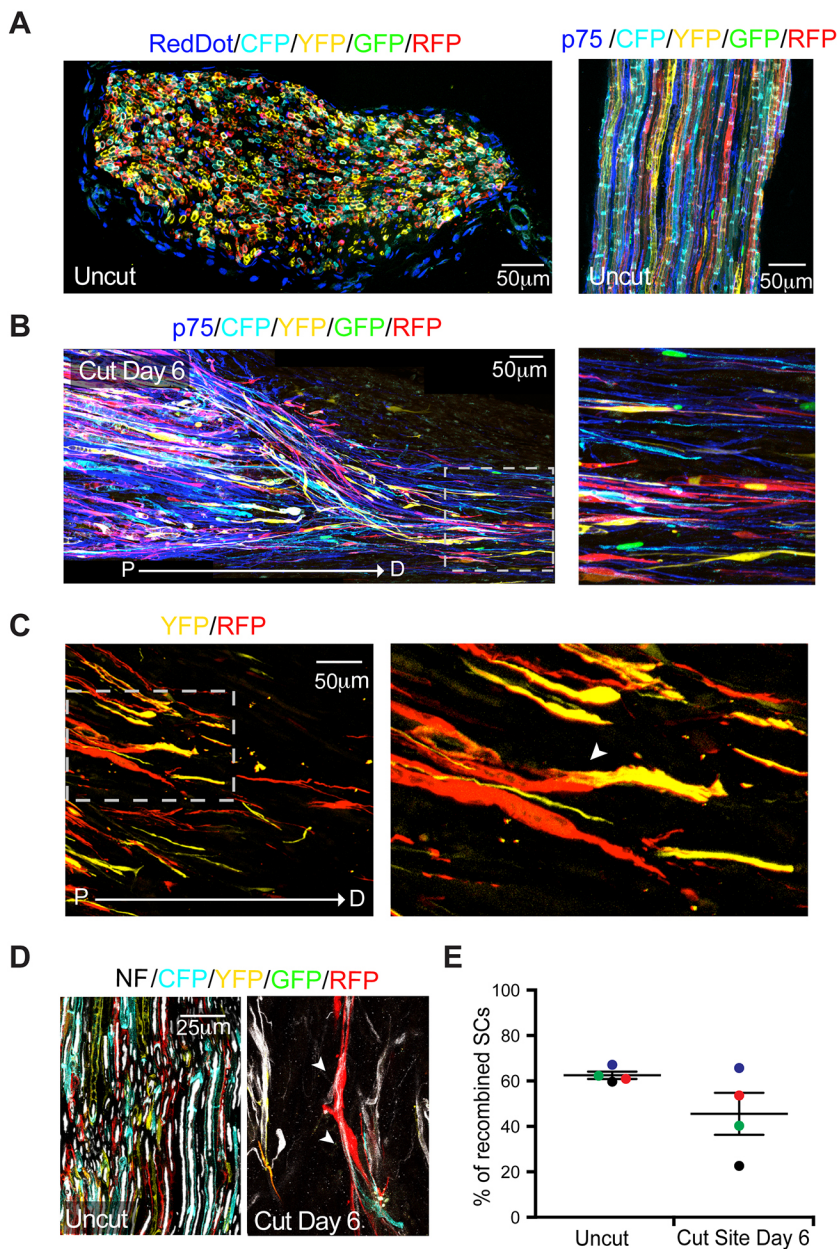 A
RedDot/CFP/YFP/GFP/RFP
p75 /CFP/YFP/GFP/RFP
Uncut
50μm
Uncut
50μm
B
p75/CFP/YFP/GFP/RFP
Cut Day 6
50μm
P
D
C
YFP/RFP
50μm
P
D
D
NF/CFP/YFP/GFP/RFP
25μm
Uncut
Cut Day 6
E
% of recombined SCs
100
80
60
40
20
0
Uncut
Cut Site Day 6